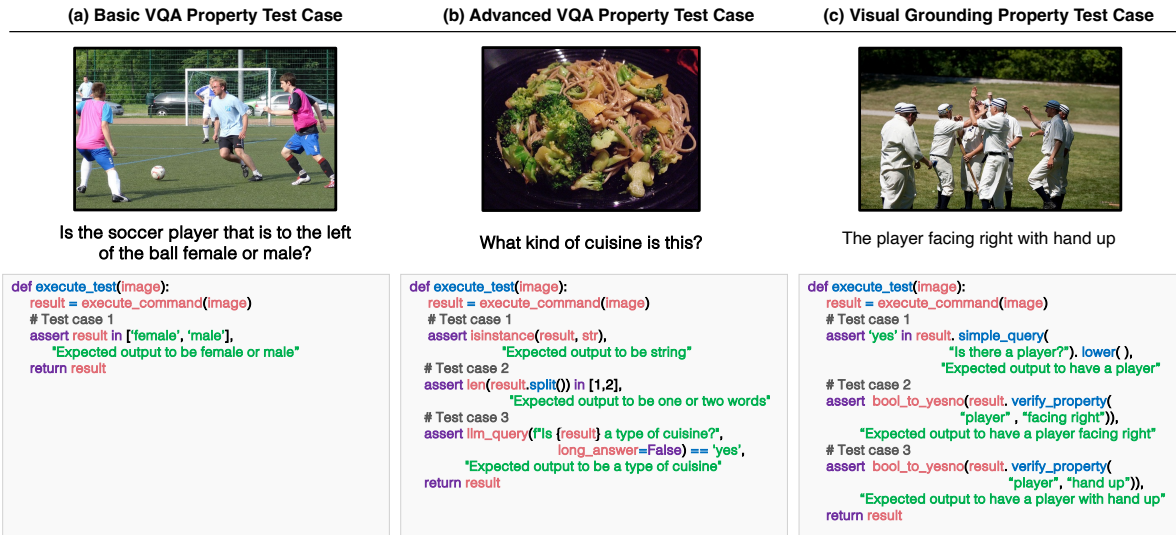 (a) Basic VQA Property Test Case
Is the soccer player that is to the left
of the ball female or male?
def execute_test(image):
result = execute_command(image)
# Test case 1
assert result in ['female', 'male'],
"Expected output to be female or male"
return result
(b) Advanced VQA Property Test Case
What kind of cuisine is this?
def execute_test(image):
result = execute_command(image)
# Test case 1
assert isinstance(result, str),
"Expected output to be string"
# Test case 2
assert len(result.split()) in [1,2],
"Expected output to be one or two words"
# Test case 3
assert llm_query(f"Is {result} a type of cuisine?",
long_answer=False) == 'yes',
"Expected output to be a type of cuisine"
return result
(c) Visual Grounding Property Test Case
The player facing right with hand up
def execute_test(image):
result = execute_command(image)
# Test case 1
assert 'yes' in result. simple_query(
"Is there a player?"). lower( ),
"Expected output to have a player"
# Test case 2
assert bool_to_yesno(result. verify_property(
"player" , "facing right")),
"Expected output to have a player facing right"
# Test case 3
assert bool_to_yesno(result. verify_property(
"player", "hand up")),
"Expected output to have a player with hand up"
return result